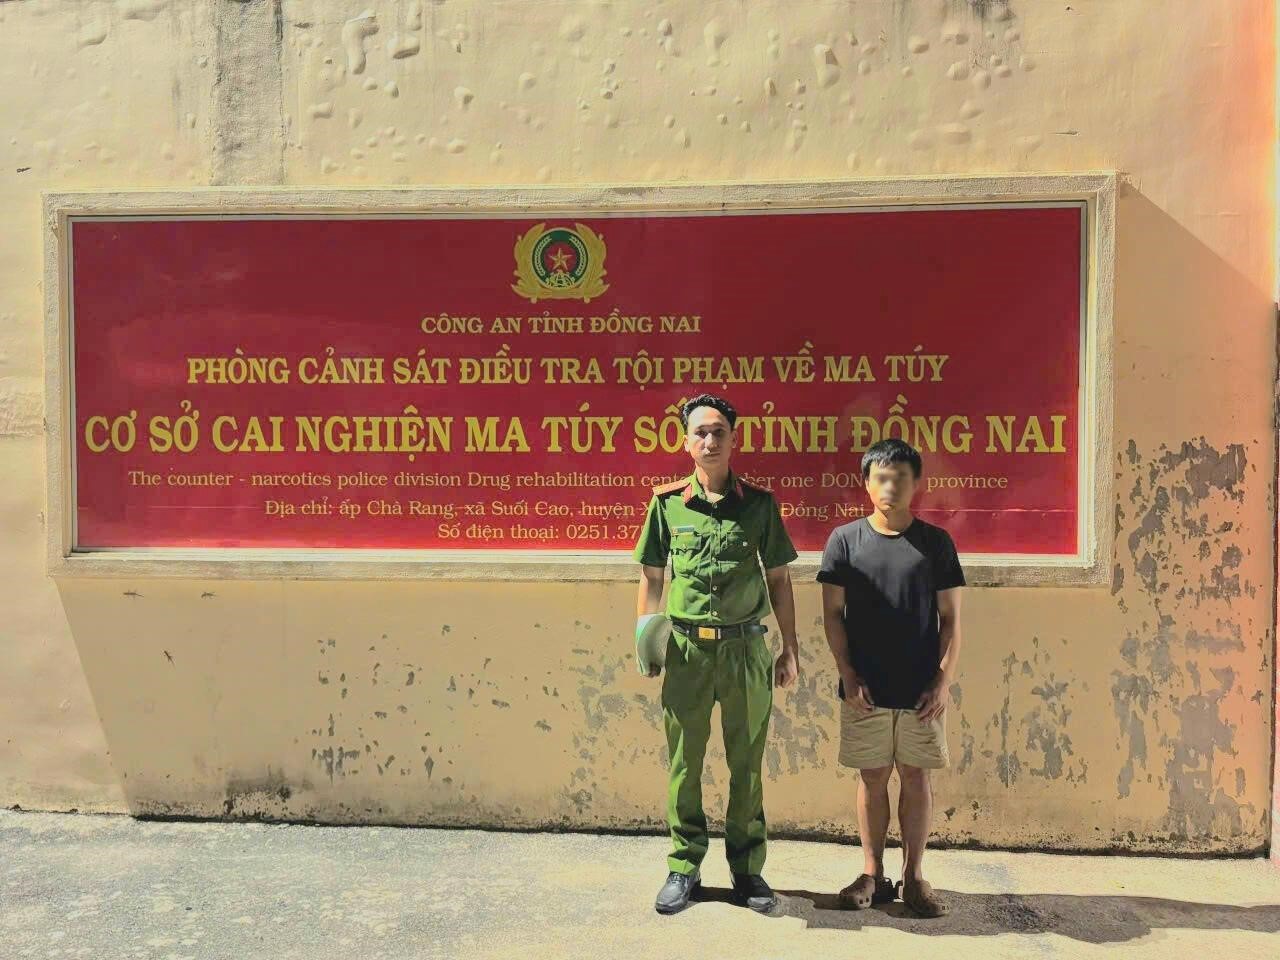 CÔNG AN TỈNH ĐỒNG NAI
PHÒNG CẢNH SÁT ĐIỀU TRA TỘI PHẠM VỀ MA TÚY
CƠ SỞ CAI NGHIỆN MA TÚY SỐ TỈNH ĐỒNG NAI
The counter - narcotics police division Drug rehabilitation one province
Địa chỉ: ấp Chà Rang, xã Suối Cao, huyện Đồng Nai
Số điện thoại: 0251.37